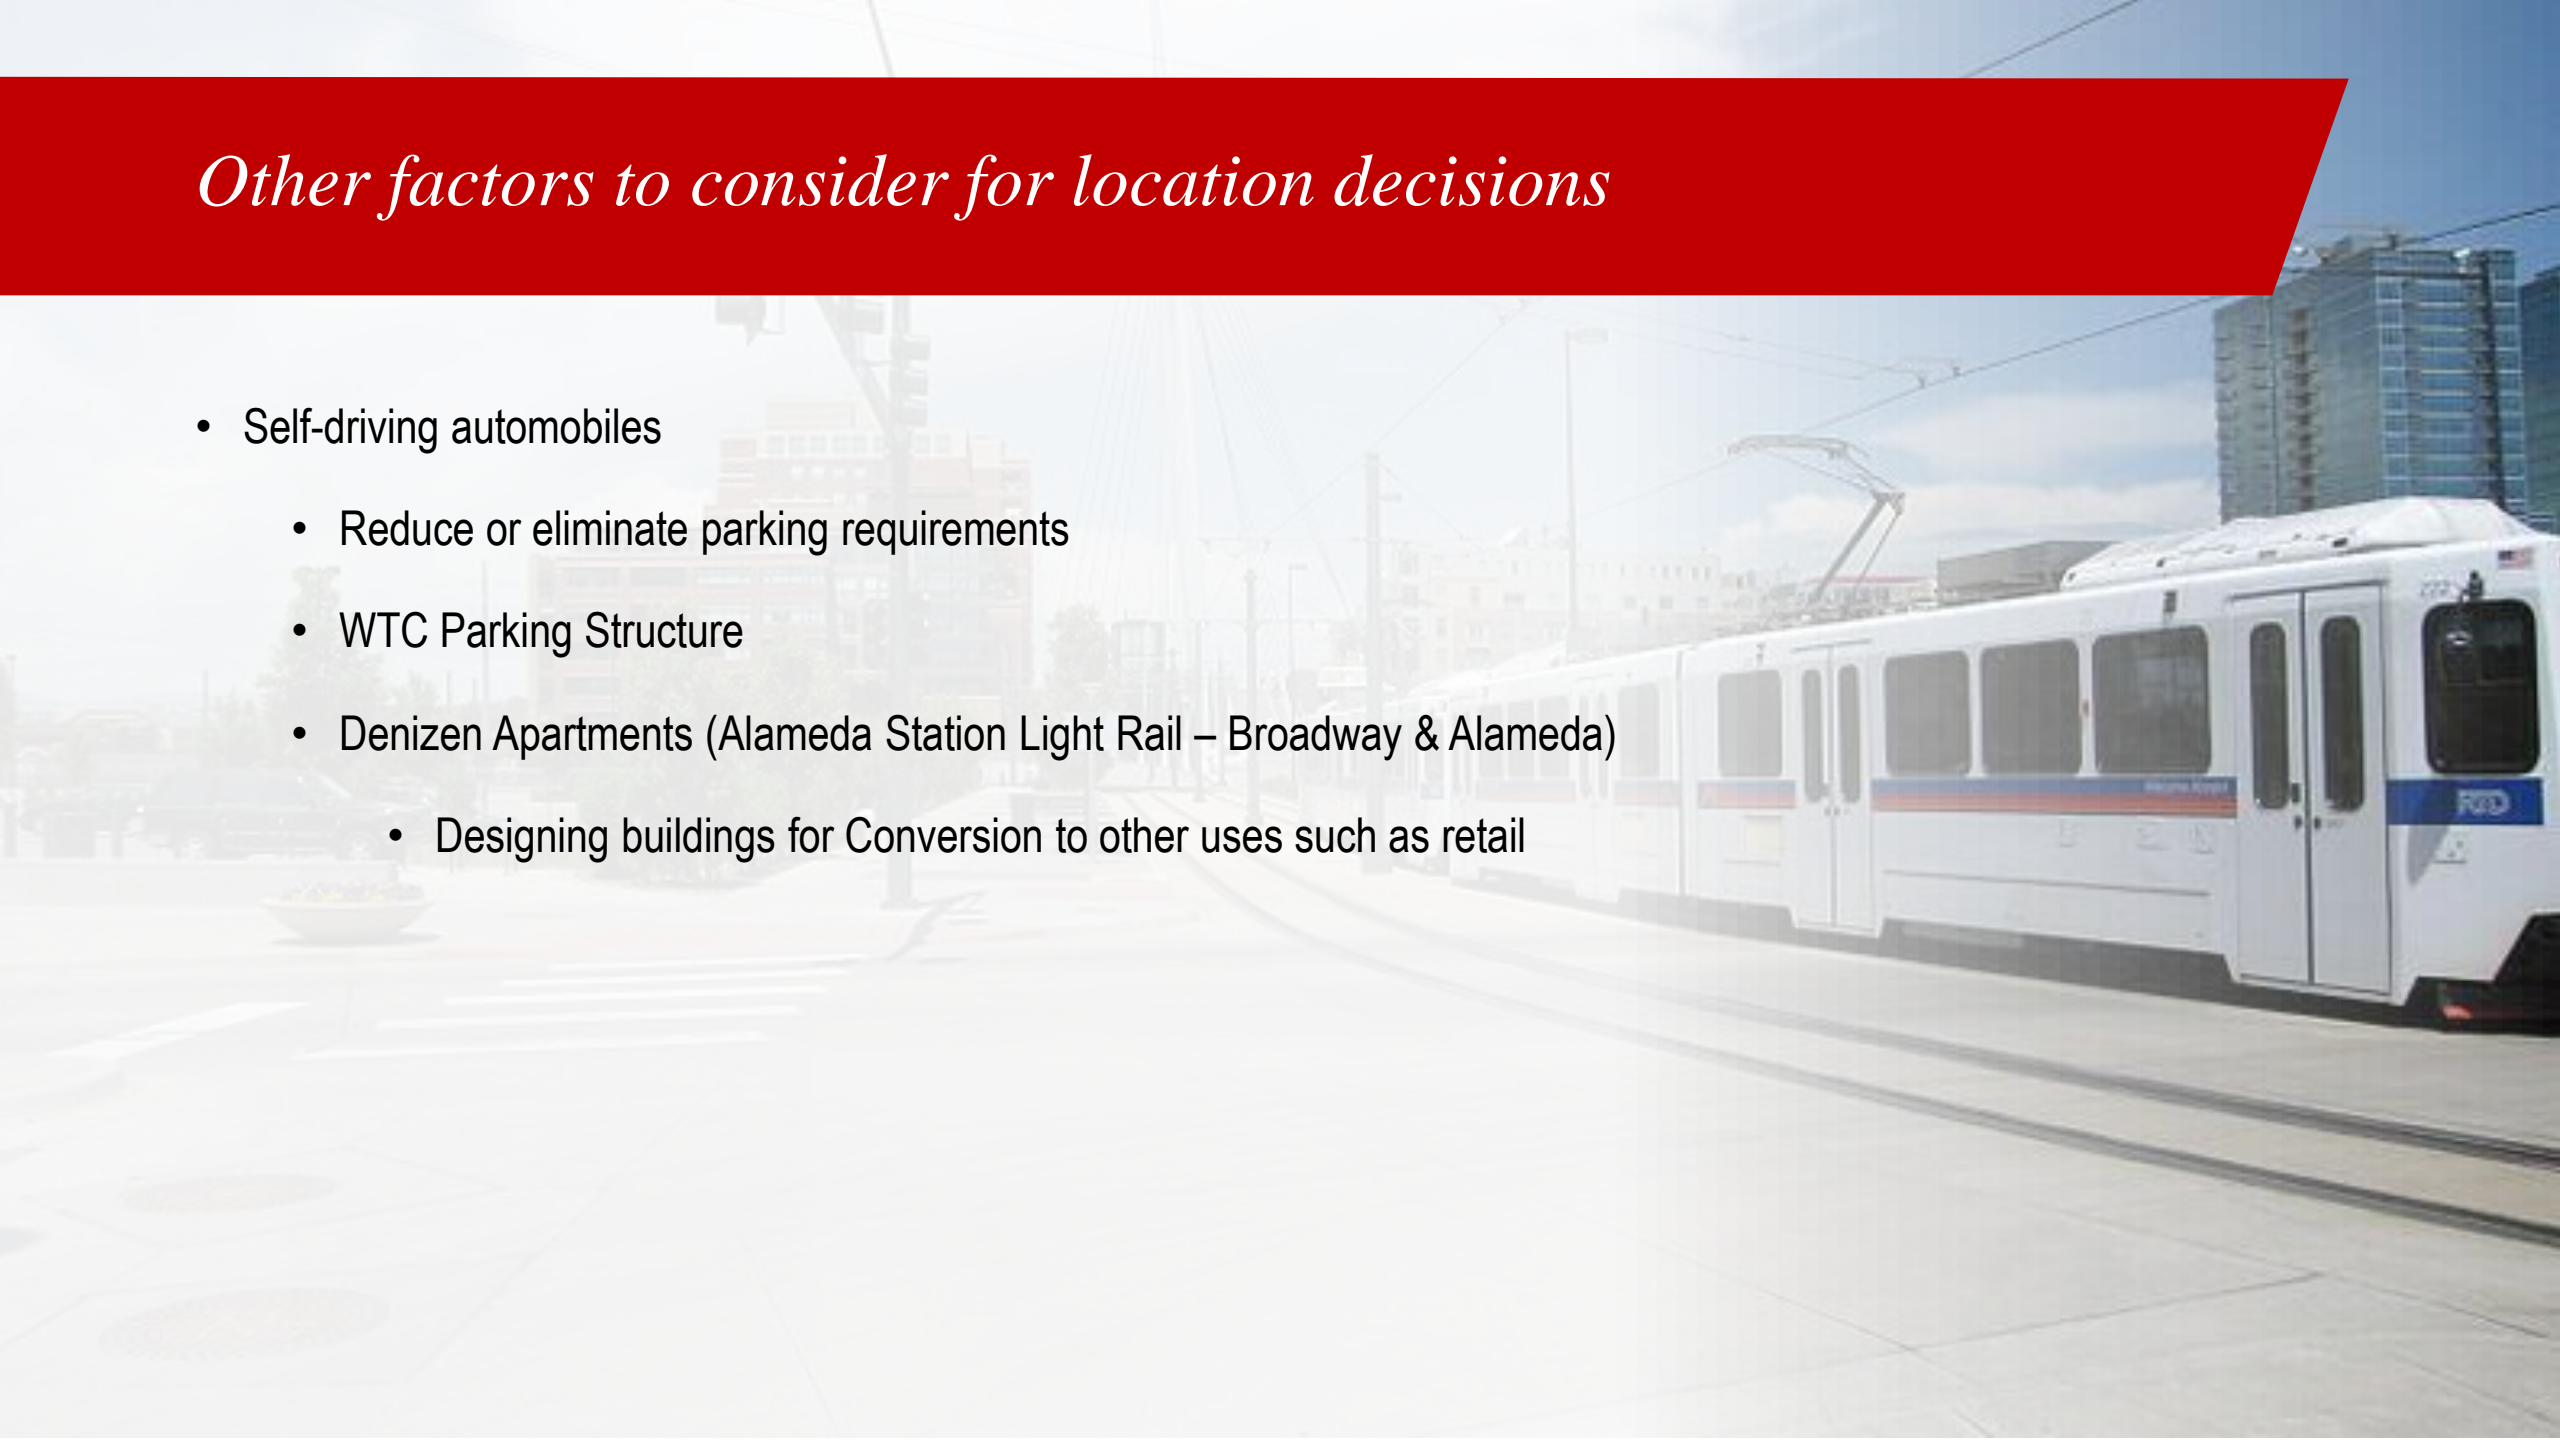 Other factors to consider for location decisions
• Self-driving automobiles
• Reduce or eliminate parking requirements
• WTC Parking Structure
• Denizen Apartments (Alameda Station Light Rail – Broadway & Alameda)
• Designing buildings for Conversion to other uses such as retail
RTD